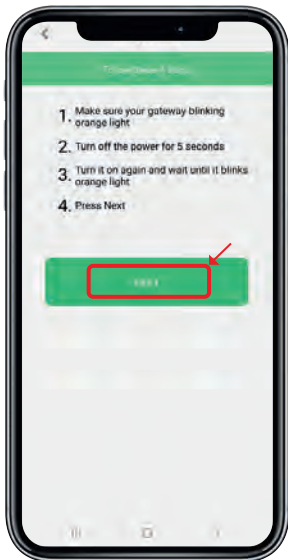 1. Make sure your gateway blinking
orange light
2. Turn off the power for 5 seconds
3. Turn it on again and wait until it blinks
orange light
4. Press Next